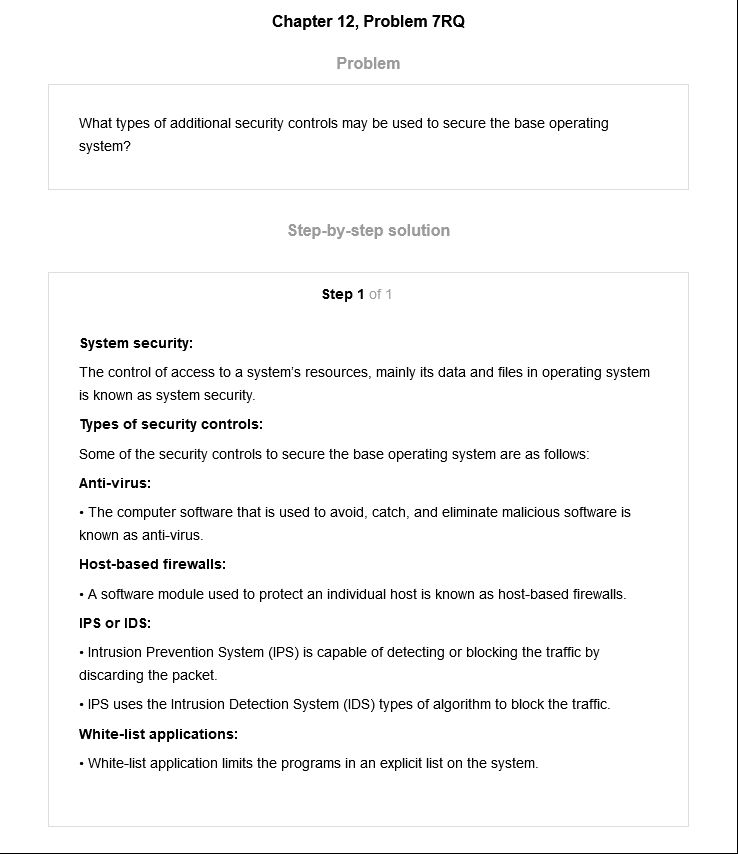 Chapter 12, Problem 7RQ
Problem
What types of additional security controls may be used to secure the base operating
system?
Step-by-step solution
Step 1 of 1
System security:
The control of access to a system's resources, mainly its data and files in operating system
is known as system security.
Types of security controls:
Some of the security controls to secure the base operating system are as follows:
Anti-virus:
• The computer software that is used to avoid, catch, and eliminate malicious software is
known as anti-virus.
Host-based firewalls:
• A software module used to protect an individual host is known as host-based firewalls.
IPS or IDS:
• Intrusion Prevention System (IPS) is capable of detecting or blocking the traffic by
discarding the packet.
• IPS uses the Intrusion Detection System (IDS) types of algorithm to block the traffic.
White-list applications:
• White-list application limits the programs in an explicit list on the system.